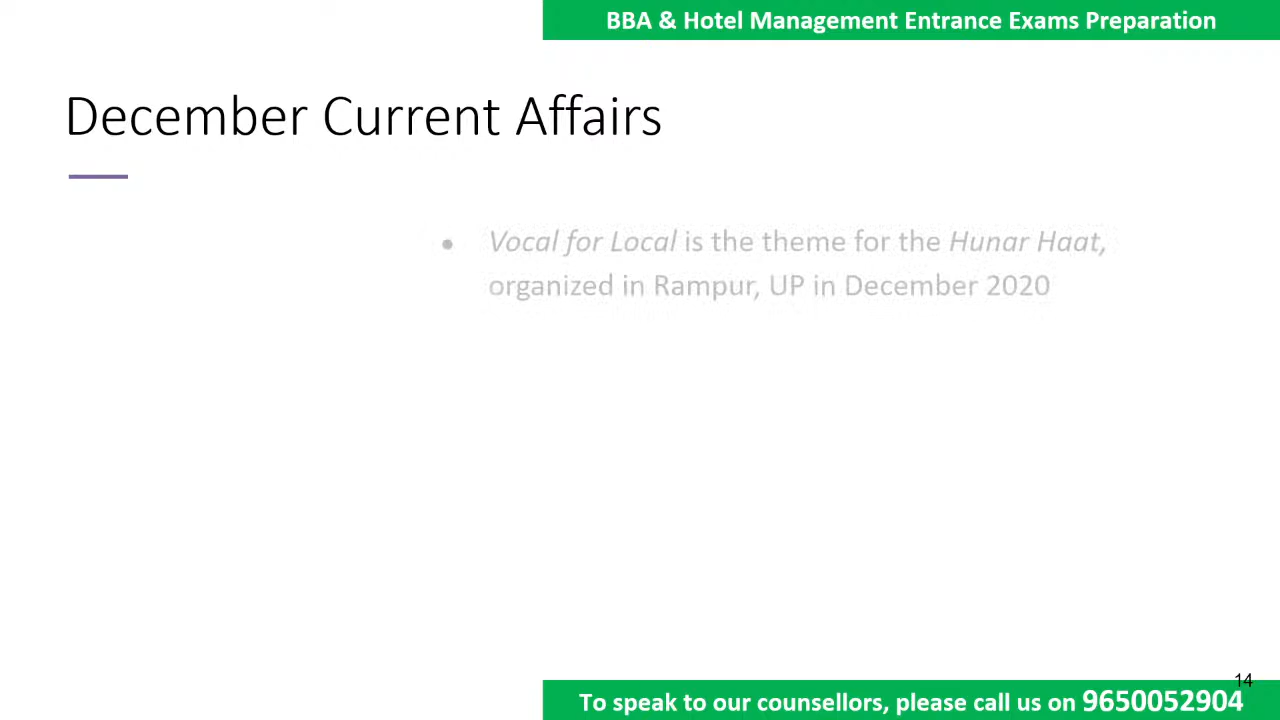 BBA & Hotel Management Entrance Exams Preparation
December Current Affairs
• Vocal for Local is the theme for the Hunar Haat,
organized in Rampur, UP in December 2020
14
To speak to our counsellors, please call us on 9650052904